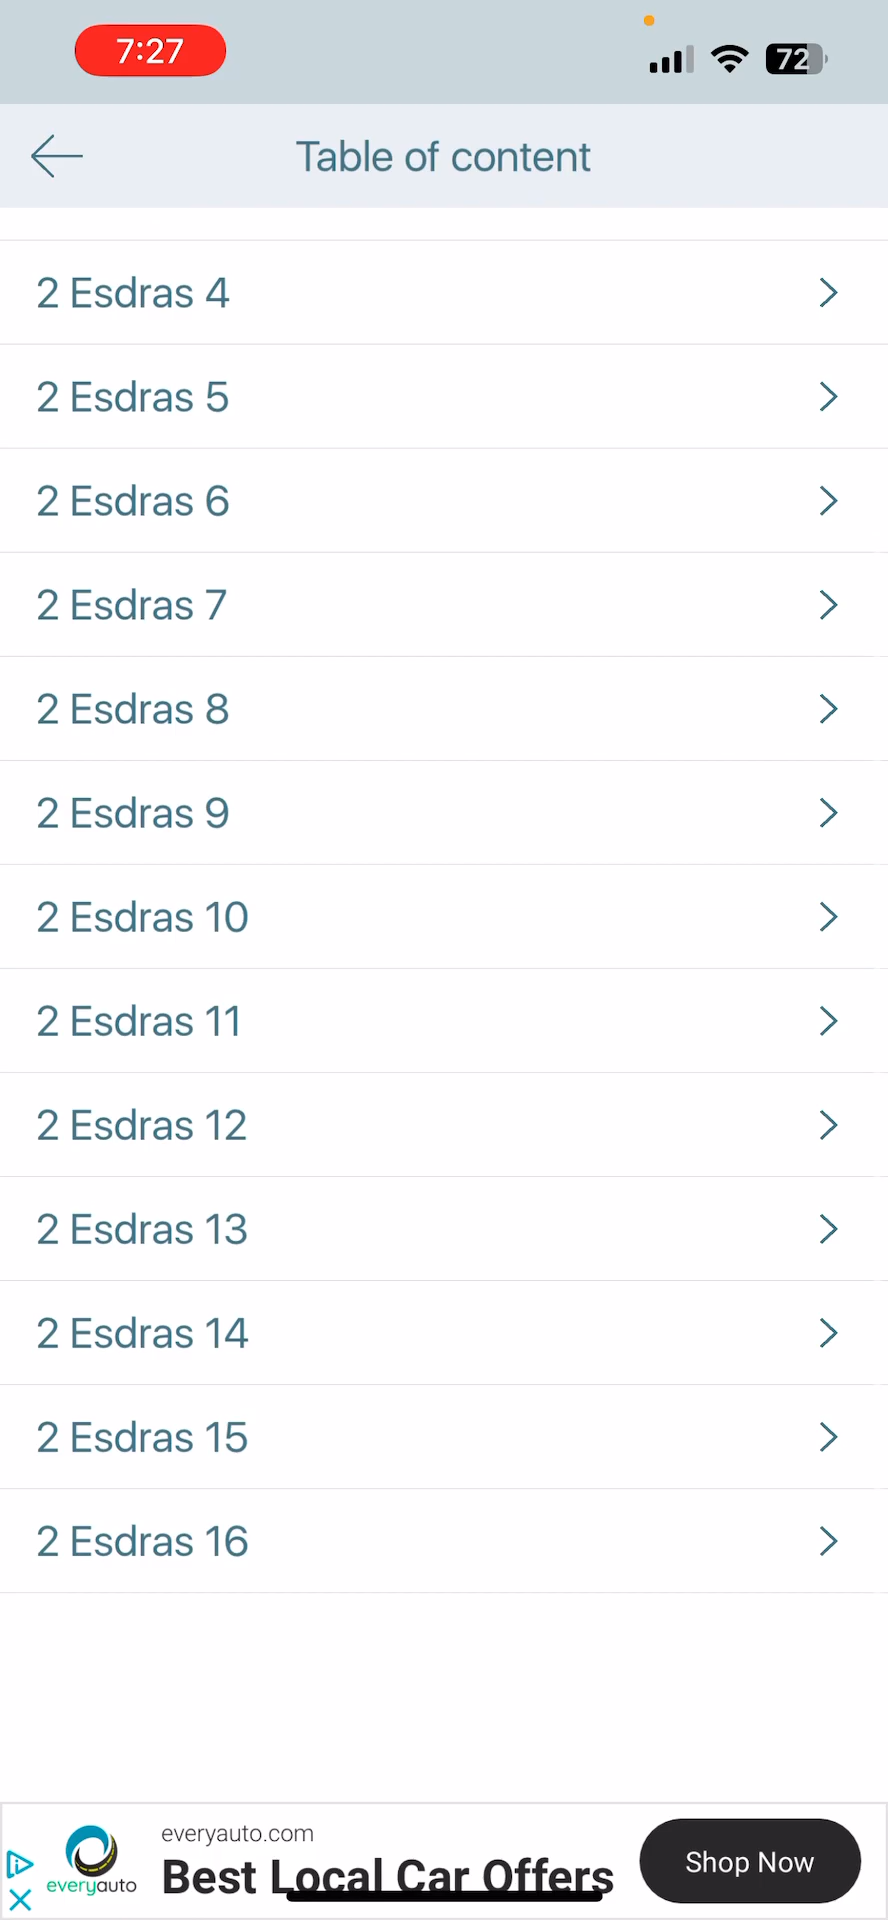 7:27
72
Table of content
2 Esdras 4
2 Esdras 5
2 Esdras 6
2 Esdras 7
2 Esdras 8
2 Esdras 9
2 Esdras 10
2 Esdras 11
2 Esdras 12
2 Esdras 13
2 Esdras 14
2 Esdras 15
2 Esdras 16
everyauto.com
Best Local Car Offers
everyauto
Shop Now